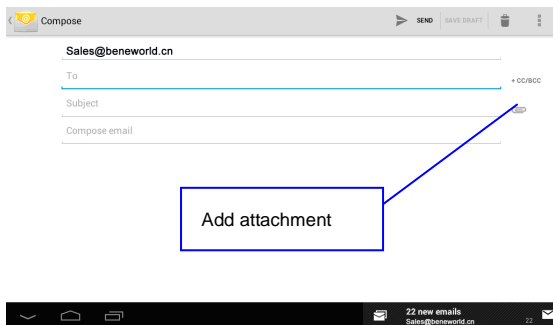 Compose
SEND SAVE DRAFT
Sales@beneworld.cn
To
+ CC/BCC
Subject
Compose email
Add attachment
22 new emails
Sales@beneworld.cn 22